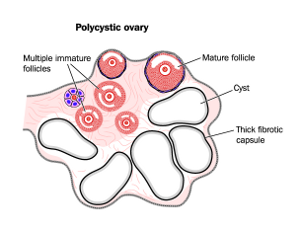 Polycystic ovary
Multiple immature
follicles
Mature follicle
Cyst
Thick fibrotic
capsule